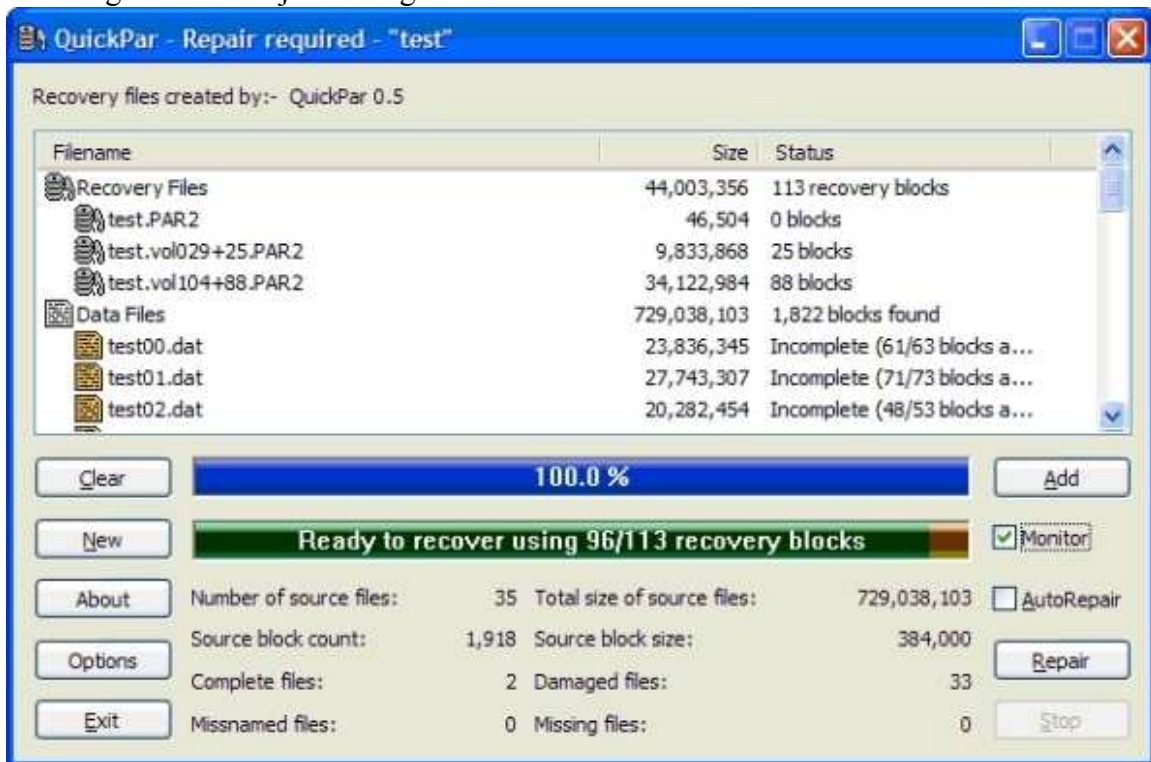 QuickPar - Repair required - "test"
Recovery files created by:- QuickPar 0.5
Filename Size Status
Recovery Files 44,003,356 113 recovery blocks
test.PAR2 46,504 0 blocks
test.vol029+25.PAR2 9,833,868 25 blocks
test.vol104+88.PAR2 34,122,984 88 blocks
Data Files 729,038,103 1,822 blocks found
test00.dat 23,836,345 Incomplete (61/63 blocks a...
test01.dat 27,743,307 Incomplete (71/73 blocks a...
test02.dat 20,282,454 Incomplete (48/53 blocks a...
Clear 100.0 % Add
New Ready to recover using 96/113 recovery blocks Monitor
About Number of source files: 35 Total size of source files: 729,038,103 AutoRepair
Source block count: 1,918 Source block size: 384,000
Options Repair
Complete files: 2 Damaged files: 33
Exit Missnamed files: 0 Missing files: 0 Stop